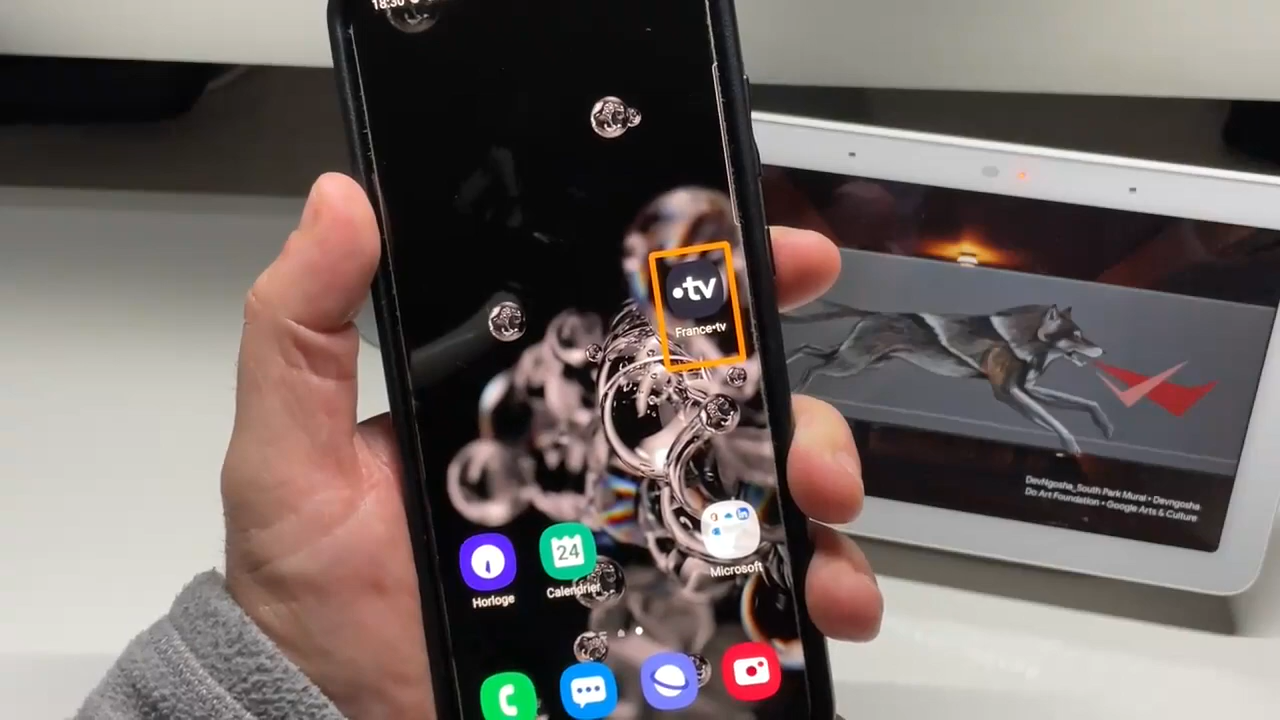 18:30
•tv
France•tv
24
Horloge
Calendrier
Microsoft
in
DevNgosha_South Park Mural • Devngosha
Do Art Foundation • Google Arts & Culture